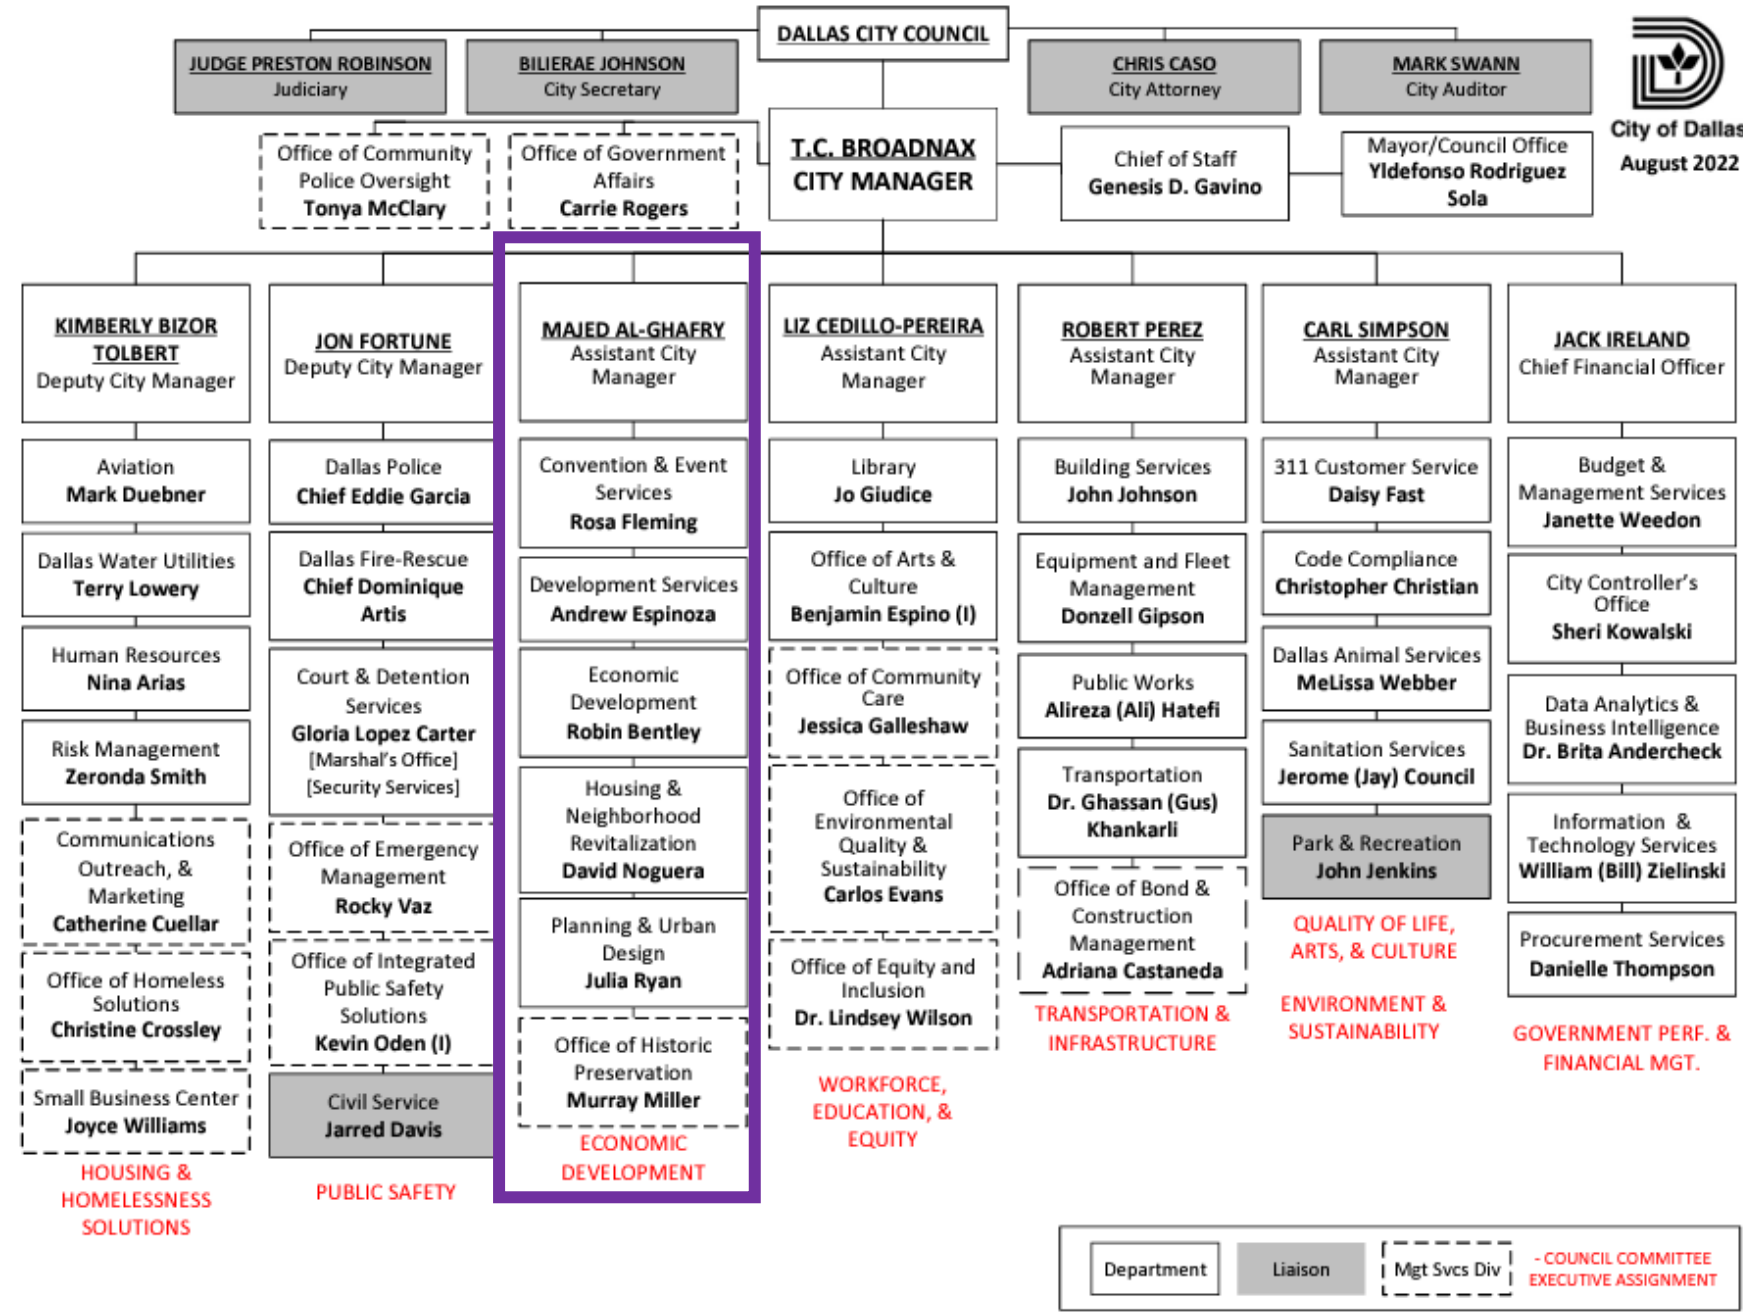 DALLAS CITY COUNCIL
JUDGE PRESTON ROBINSON
Judiciary
BILIERAE JOHNSON
City Secretary
CHRIS CASO
City Attorney
MARK SWANN
City Auditor
City of Dallas
August 2022
Office of Community
Police Oversight
Tonya McClary
Office of Government
Affairs
Carrie Rogers
T.C. BROADNAX
CITY MANAGER
Chief of Staff
Genesis D. Gavino
Mayor/Council Office
Yldefonso Rodriguez
Sola
KIMBERLY BIZOR
TOLBERT
Deputy City Manager
Aviation
Mark Duebner
Dallas Water Utilities
Terry Lowery
Human Resources
Nina Arias
Risk Management
Zeronda Smith
Communications
Outreach, &
Marketing
Catherine Cuellar
Office of Homeless
Solutions
Christine Crossley
Small Business Center
Joyce Williams
HOUSING &
HOMELESSNESS
SOLUTIONS
JON FORTUNE
Deputy City Manager
Dallas Police
Chief Eddie Garcia
Dallas Fire-Rescue
Chief Dominique
Artis
Court & Detention
Services
Gloria Lopez Carter
[Marshal's Office]
[Security Services]
Office of Emergency
Management
Rocky Vaz
Office of Integrated
Public Safety
Solutions
Kevin Oden (I)
Civil Service
Jarred Davis
PUBLIC SAFETY
MAJED AL-GHAFRY
Assistant City
Manager
Convention & Event
Services
Rosa Fleming
Development Services
Andrew Espinoza
Economic
Development
Robin Bentley
Housing &
Neighborhood
Revitalization
David Noguera
Planning & Urban
Design
Julia Ryan
Office of Historic
Preservation
Murray Miller
ECONOMIC
DEVELOPMENT
LIZ CEDILLO-PEREIRA
Assistant City
Manager
Library
Jo Giudice
Office of Arts &
Culture
Benjamin Espino (I)
Office of Community
Care
Jessica Galleshaw
Office of
Environmental
Quality &
Sustainability
Carlos Evans
Office of Equity and
Inclusion
Dr. Lindsey Wilson
WORKFORCE,
EDUCATION, &
EQUITY
ROBERT PEREZ
Assistant City
Manager
Building Services
John Johnson
Equipment and Fleet
Management
Donzell Gipson
Public Works
Alireza (Ali) Hatefi
Transportation
Dr. Ghassan (Gus)
Khankarli
Office of Bond &
Construction
Management
Adriana Castaneda
TRANSPORTATION &
INFRASTRUCTURE
CARL SIMPSON
Assistant City
Manager
311 Customer Service
Daisy Fast
Code Compliance
Christopher Christian
Dallas Animal Services
MeLissa Webber
Sanitation Services
Jerome (Jay) Council
Park & Recreation
John Jenkins
QUALITY OF LIFE,
ARTS, & CULTURE
ENVIRONMENT &
SUSTAINABILITY
JACK IRELAND
Chief Financial Officer
Budget &
Management Services
Janette Weedon
City Controller's
Office
Sheri Kowalski
Data Analytics &
Business Intelligence
Dr. Brita Andercheck
Information &
Technology Services
William (Bill) Zielinski
Procurement Services
Danielle Thompson
GOVERNMENT PERF. &
FINANCIAL MGT.
Department
Liaison
Mgt Svcs Div
- COUNCIL COMMITTEE
EXECUTIVE ASSIGNMENT